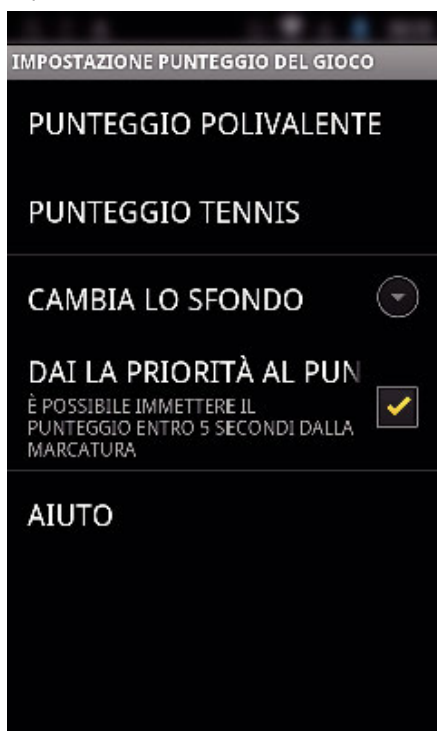 IMPOSTAZIONE PUNTEGGIO DEL GIOCO
PUNTEGGIO POLIVALENTE
PUNTEGGIO TENNIS
CAMBIA LO SFONDO
DAI LA PRIORITÀ AL PUN
È POSSIBILE IMMETTERE IL
PUNTEGGIO ENTRO 5 SECONDI DALLA
MARCATURA
AIUTO